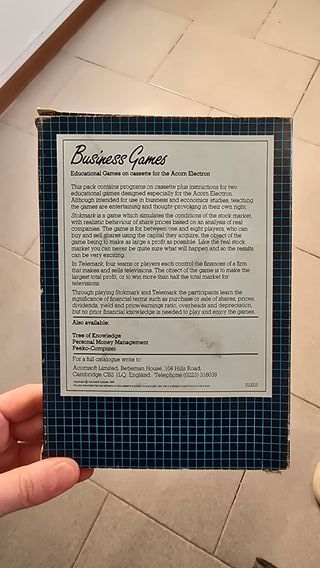 Business Games
Educational Games on cassette for the Acorn Electron
This pack contains programs on cassette plus instructions for two
educational games designed especially for the Acorn Electron.
Although intended for use in business and economics studies,
the games are entertaining and thought-provoking in their own right.
Stokmark is a game which simulates the conditions of the stock market,
with realistic behaviour of share prices based on an analysis of real
companies. The game is for between one and eight players, who can
buy and sell shares using the capital they acquire, the object of the
game being to make as large a profit as possible. Like the real stock
market you can never be quite sure what will happen and so the results
can be very exciting.
In Telemark, four teams or players each control the finances of a firm
that makes and sells televisions. The object of the game is to make the
largest total profit, or to win more than half the total market for
televisions.
Through playing Stokmark and Telemark the participants learn the
significance of financial terms such as purchase or sale of shares, prices,
dividends, yield and price/earnings ratio, overheads and depreciation,
but no prior financial knowledge is needed to play and enjoy the games.
Also available:
Tree of Knowledge
Personal Money Management
Peeko-Computer
For a full catalogue write to:
Acornsoft Limited, Betjeman House, 104 Hills Road,
Cambridge CB2 1LQ, England. Telephone (0223) 316039
SLE03